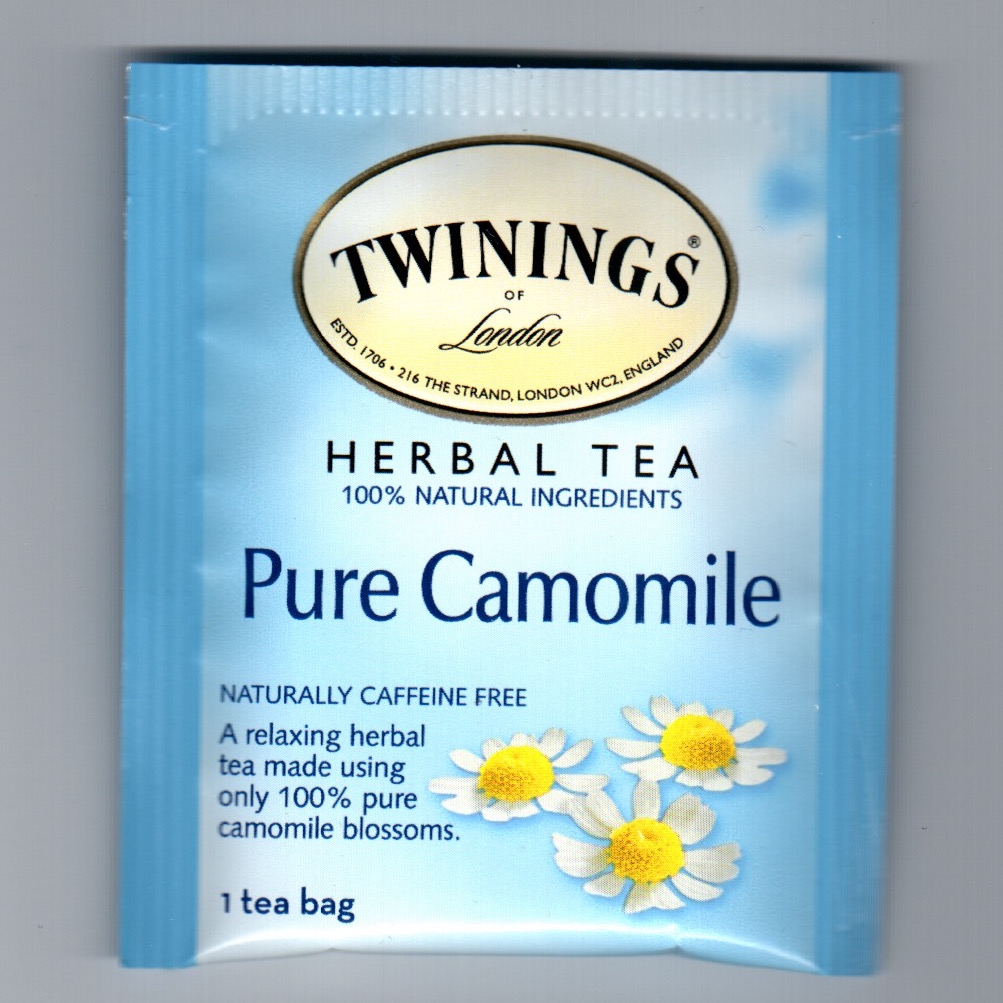 TWININGS®
OF
London
ESTD. 1706 • 216 THE STRAND, LONDON WC2, ENGLAND
HERBAL TEA
100% NATURAL INGREDIENTS
Pure Camomile
NATURALLY CAFFEINE FREE
A relaxing herbal
tea made using
only 100% pure
camomile blossoms.
1 tea bag